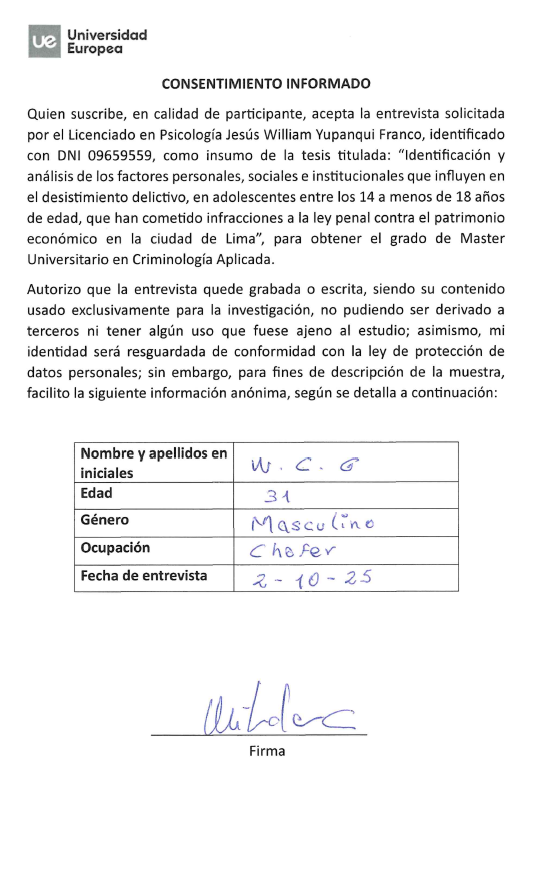 ue Universidad
Europea
CONSENTIMIENTO INFORMADO
Quien suscribe, en calidad de participante, acepta la entrevista solicitada
por el Licenciado en Psicología Jesús William Yupanqui Franco, identificado
con DNI 09659559, como insumo de la tesis titulada: “Identificación y
análisis de los factores personales, sociales e institucionales que influyen en
el desistimiento delictivo, en adolescentes entre los 14 a menos de 18 años
de edad, que han cometido infracciones a la ley penal contra el patrimonio
económico en la ciudad de Lima”, para obtener el grado de Master
Universitario en Criminología Aplicada.
Autorizo que la entrevista quede grabada o escrita, siendo su contenido
usado exclusivamente para la investigación, no pudiendo ser derivado a
terceros ni tener algún uso que fuese ajeno al estudio; asimismo, mi
identidad será resguardada de conformidad con la ley de protección de
datos personales; sin embargo, para fines de descripción de la muestra,
facilito la siguiente información anónima, según se detalla a continuación:
Nombre y apellidos en iniciales W. C. G
Edad 31
Género Masculino
Ocupación Chofer
Fecha de entrevista 2-10-25
Firma